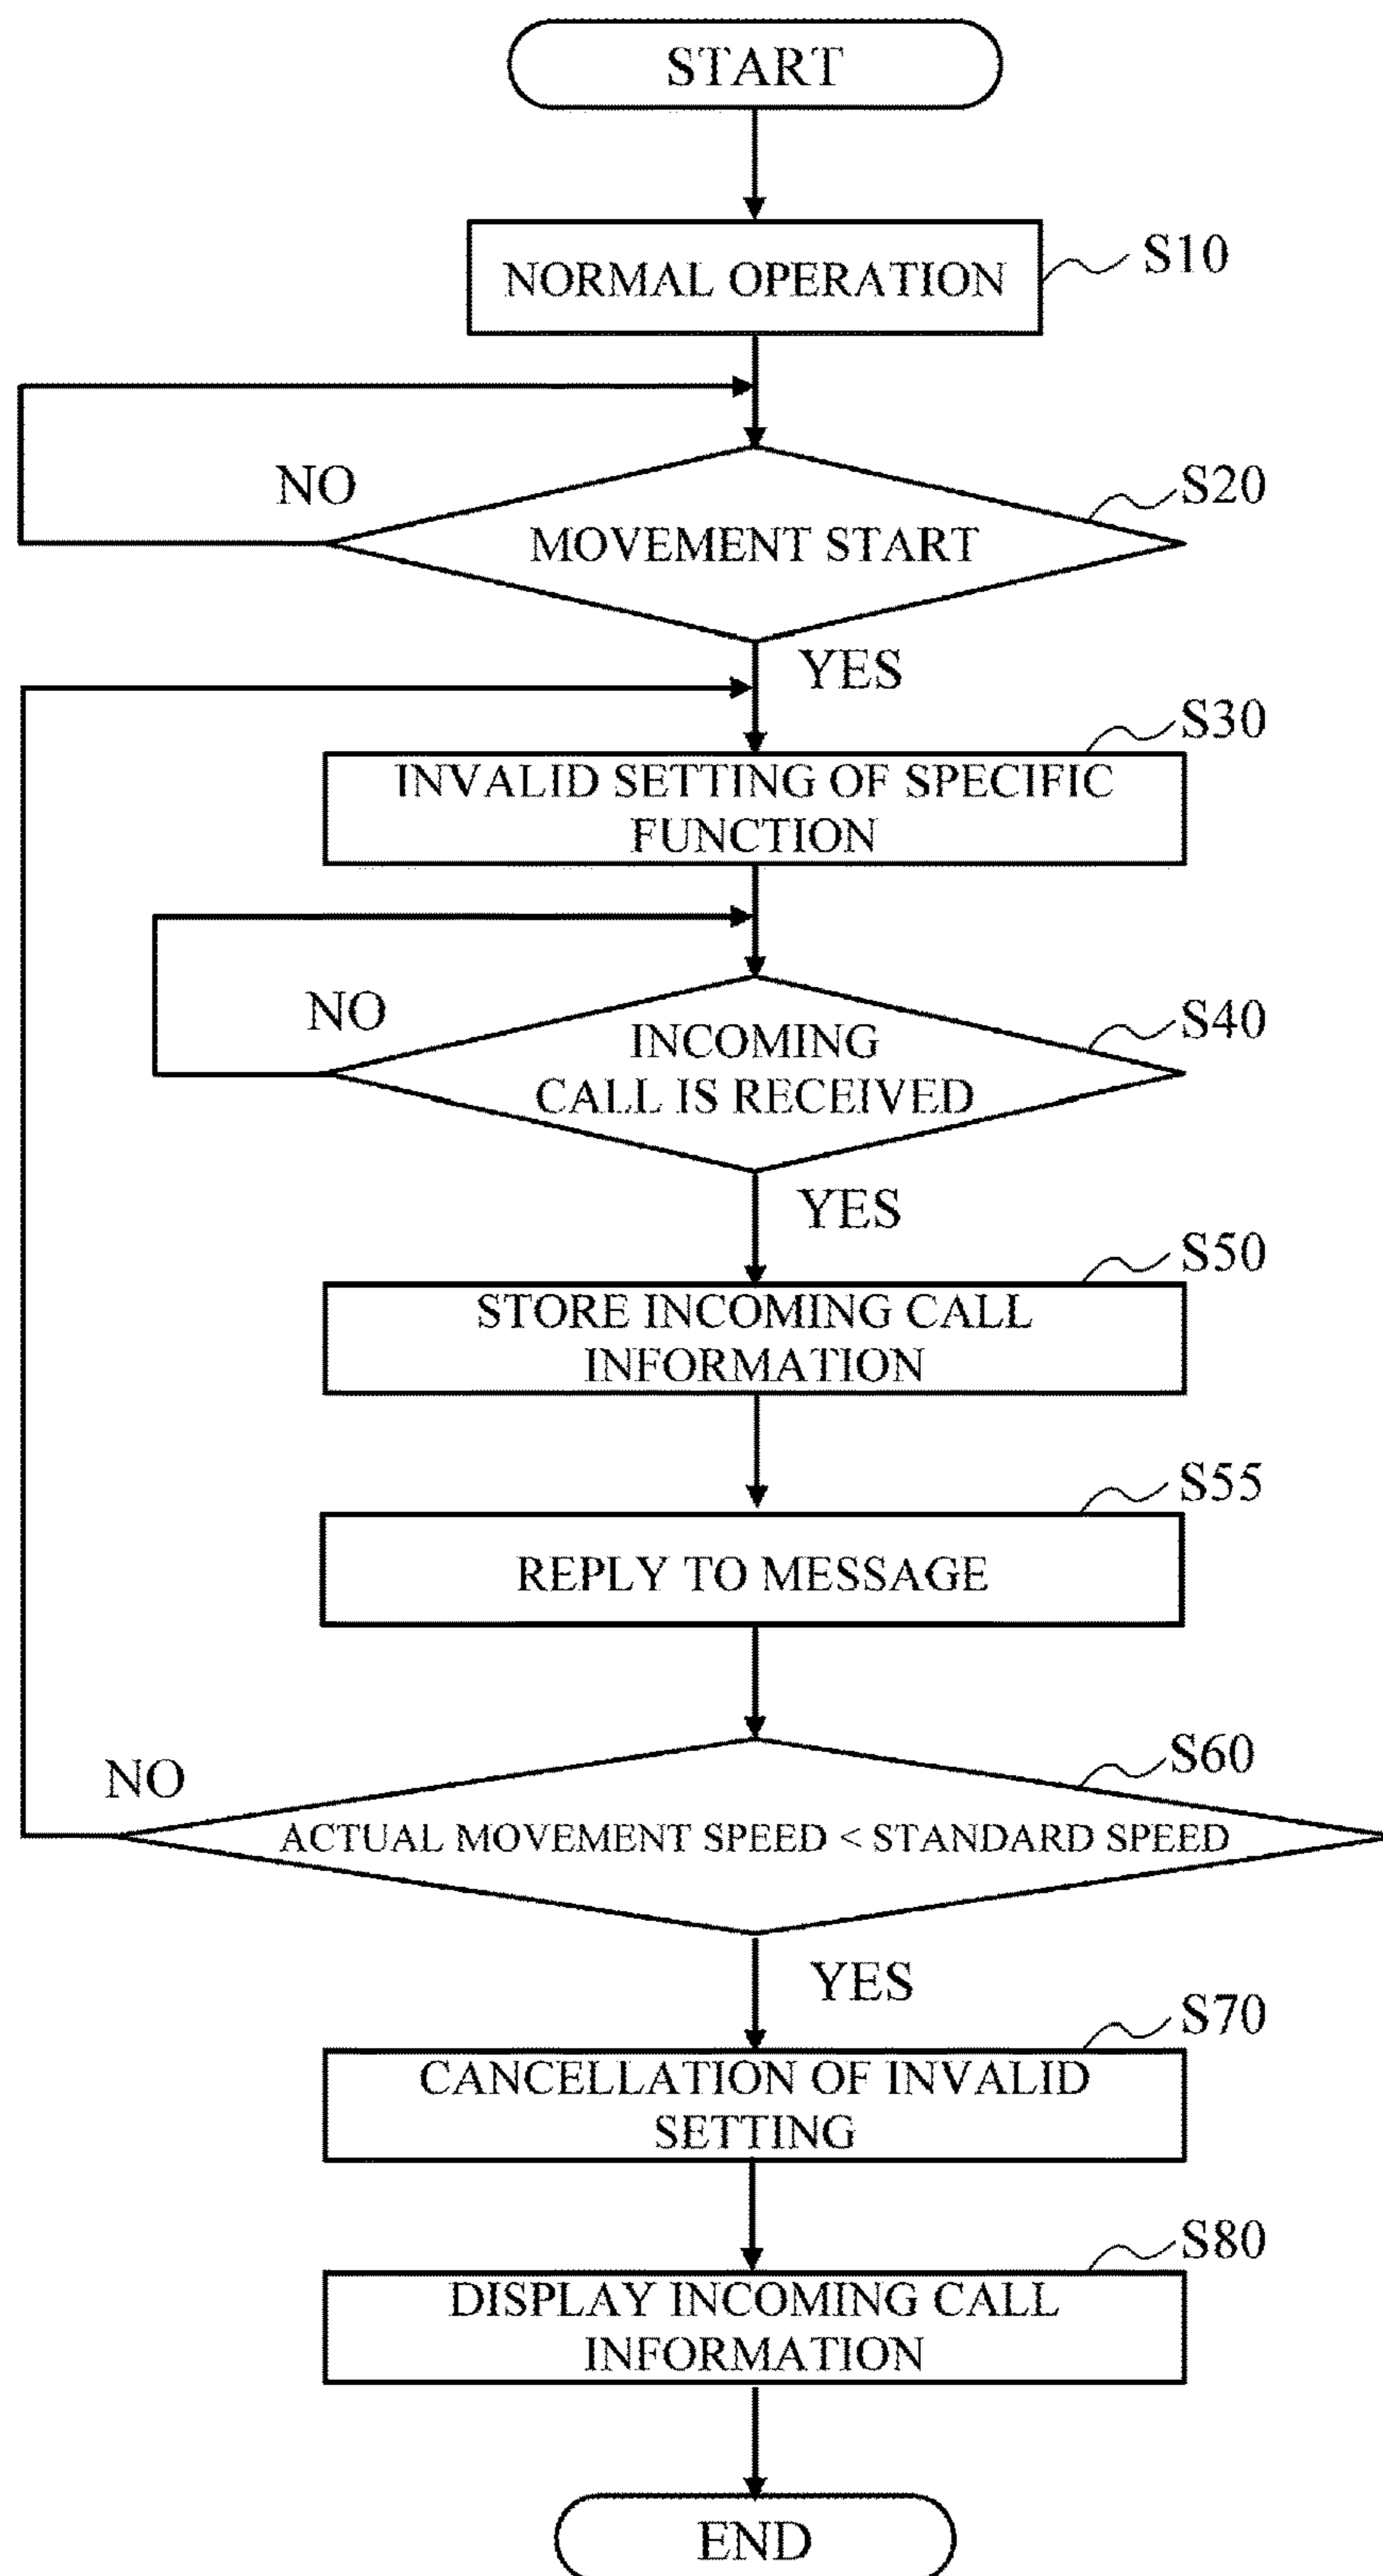 START
NORMAL OPERATION
S10
NO
S20
MOVEMENT START
YES
S30
INVALID SETTING OF SPECIFIC
FUNCTION
NO
S40
INCOMING
CALL IS RECEIVED
YES
S50
STORE INCOMING CALL
INFORMATION
S55
REPLY TO MESSAGE
S60
NO
ACTUAL MOVEMENT SPEED < STANDARD SPEED
YES
S70
CANCELLATION OF INVALID
SETTING
S80
DISPLAY INCOMING CALL
INFORMATION
END